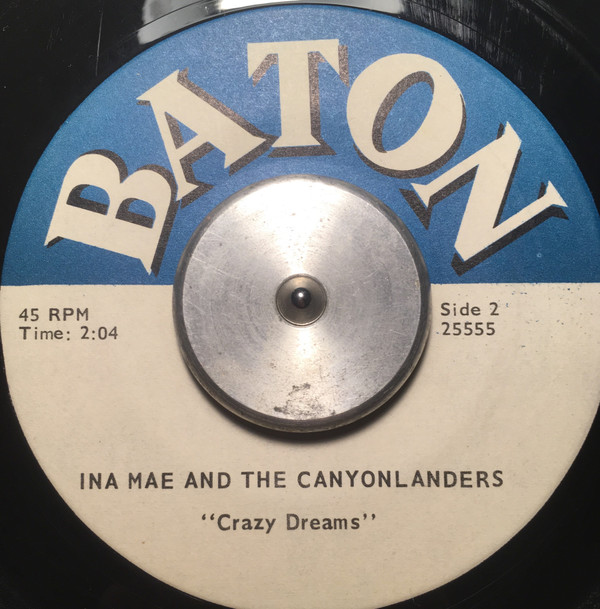 BATON
45 RPM
Time: 2:04
Side 2
25555
INA MAE AND THE CANYONLANDERS
"Crazy Dreams"